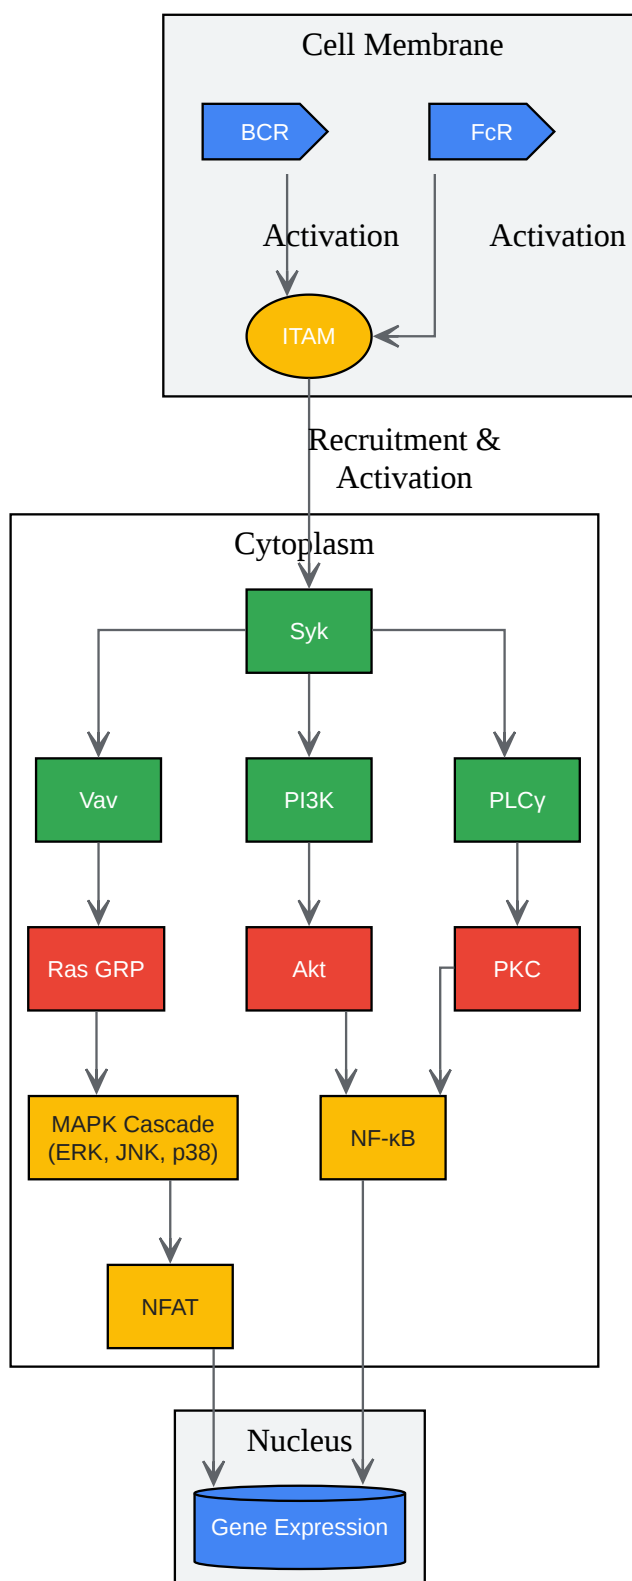 Cell Membrane
BCR
FcR
Activation
Activation
ITAM
Recruitment &
Activation
Cytoplasm
Syk
Vav
PI3K
PLCγ
Ras GRP
Akt
PKC
MAPK Cascade
(ERK, JNK, p38)
NF-κB
NFAT
Nucleus
Gene Expression